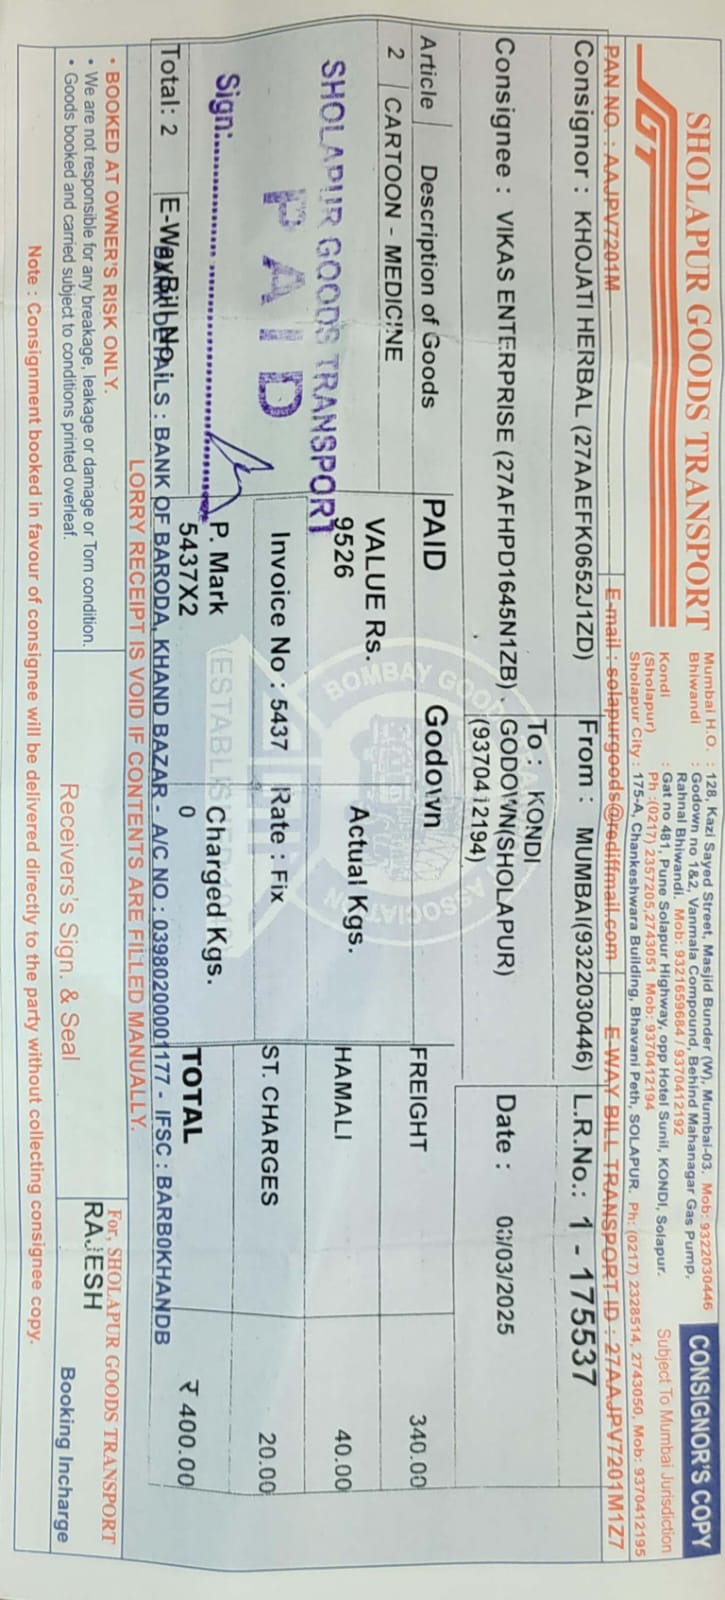 SHOLAPUR GOODS TRANSPORT
SGT
Mumbai H.O. : 128, Kazi Sayed Street, Masjid Bunder (W), Mumbai-03. Mob: 9322030446
Bhiwandi : Godown no 1&2, Vanmala Compound, Behind Mahanagar Gas Pump,
Rahnal Bhiwandi. Mob: 9321659684 / 9370412192
Kondi : Gat no 481, Pune Solapur Highway, opp Hotel Sunil, KONDI, Solapur.
(Sholapur) Ph :(0217) 2357205,2743051 Mob: 9370412194
Sholapur City : 175-A, Chankeshwara Building, Bhavani Peth, SOLAPUR. Ph: (0217) 2328514, 2743050, Mob: 9370412195
CONSIGNOR'S COPY
Subject To Mumbai Jurisdiction
PAN NO. : AAJPV7201M E-mail : solapurgoods@rediffmail.com E WAY BILL TRANSPORT ID : 27AAJPV7201M1Z7
Consignor : KHOJATI HERBAL (27AAEFK0652J1ZD) From : MUMBAI(9322030446) L.R.No.: 1 - 175537
Consignee : VIKAS ENTERPRISE (27AFHPD1645N1ZB) To : KONDI
GODOWN(SHOLAPUR)
(9370412194)
Date : /03/2025
Article Description of Goods PAID Godown FREIGHT 340.00
2 CARTOON - MEDICINE VALUE Rs. Actual Kgs. HAMALI 40.00
9526
SHOLAPUR GOODS TRANSPORT
PAID
Sign:
Invoice No : 5437 Rate : Fix ST. CHARGES 20.00
P. Mark Charged Kgs. TOTAL ₹ 400.00
5437X2 0
Total: 2 E-WayBill No
BANK DETAILS : BANK OF BARODA, KHAND BAZAR - A/C NO : 03980200001177 - IFSC : BARB0KHANDB
BOMBAY GOODS ASSOCIATION
LORRY RECEIPT IS VOID IF CONTENTS ARE FILLED MANUALLY.
• BOOKED AT OWNER'S RISK ONLY.
• We are not responsible for any breakage, leakage or damage or Torn condition.
• Goods booked and carried subject to conditions printed overleaf.
Receivers's Sign. & Seal
For, SHOLAPUR GOODS TRANSPORT
RAJESH
Booking Incharge
Note : Consignment booked in favour of consignee will be delivered directly to the party without collecting consignee copy.